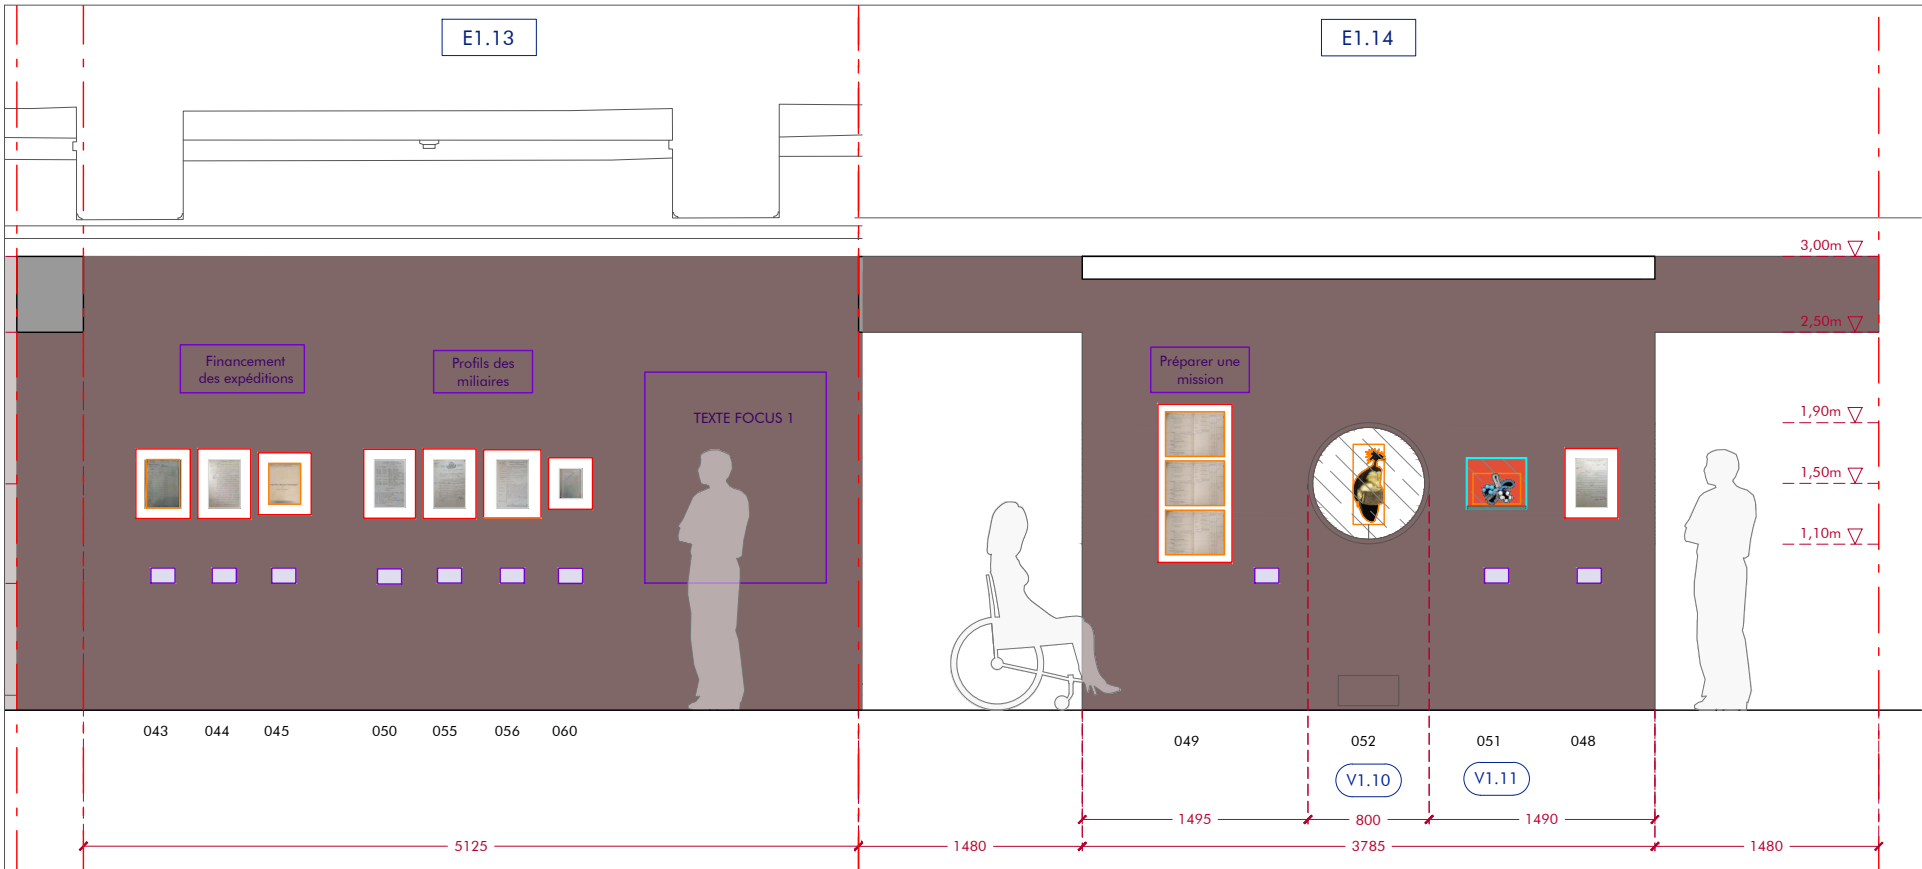 E1.13
E1.14
3,00m
2,50m
Financement
des expéditions
Profils des
miliaires
Préparer une
mission
TEXTE FOCUS 1
1,90m
1,50m
1,10m
043
044
045
050
055
056
060
049
052
051
048
V1.10
V1.11
1495
800
1490
5125
1480
3785
1480